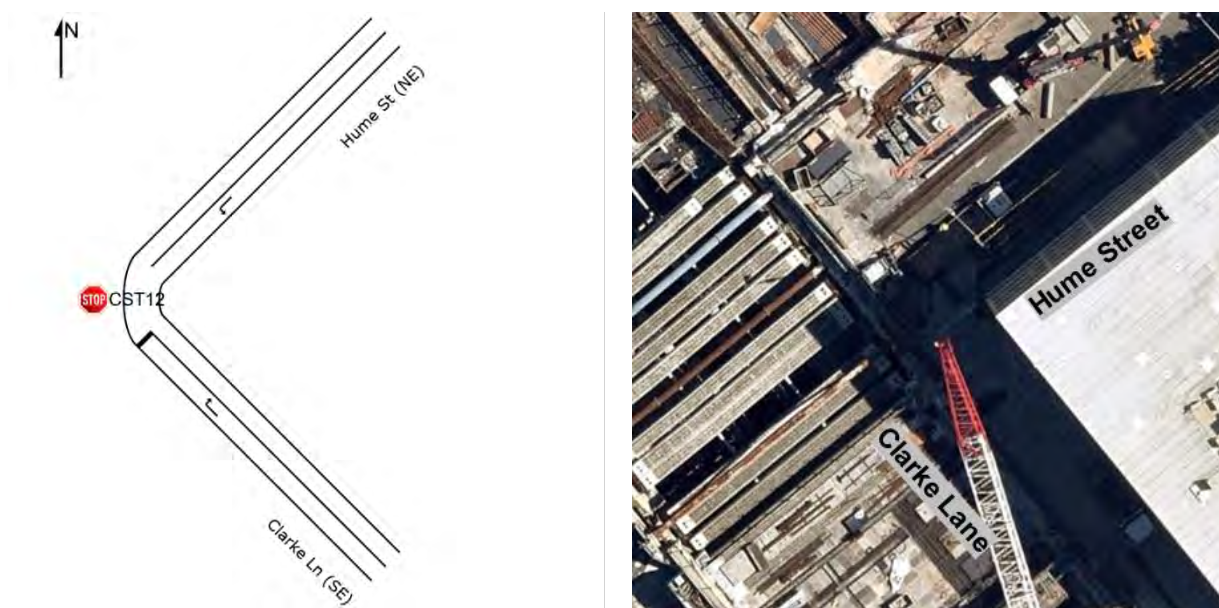 N
Hume St (NE)
STOP
CST12
Clarke Ln (SE)
Hume Street
Clarke Lane